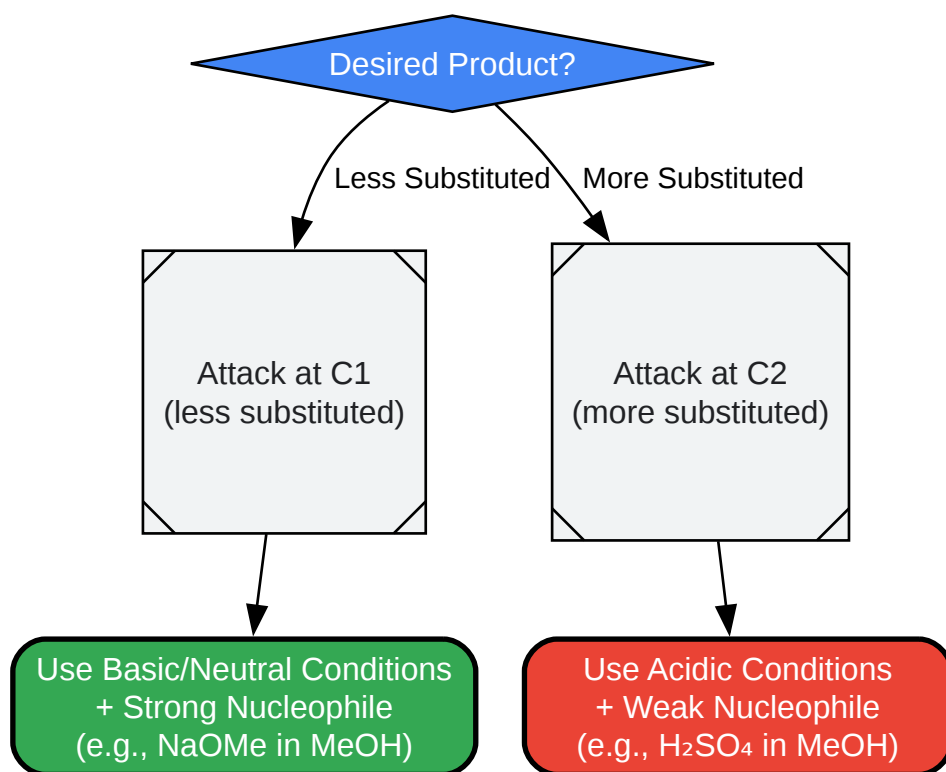 Desired Product?
Less Substituted
More Substituted
Attack at C1
(less substituted)
Attack at C2
(more substituted)
Use Basic/Neutral Conditions
+ Strong Nucleophile
(e.g., NaOMe in MeOH)
Use Acidic Conditions
+ Weak Nucleophile
(e.g., H₂SO₄ in MeOH)